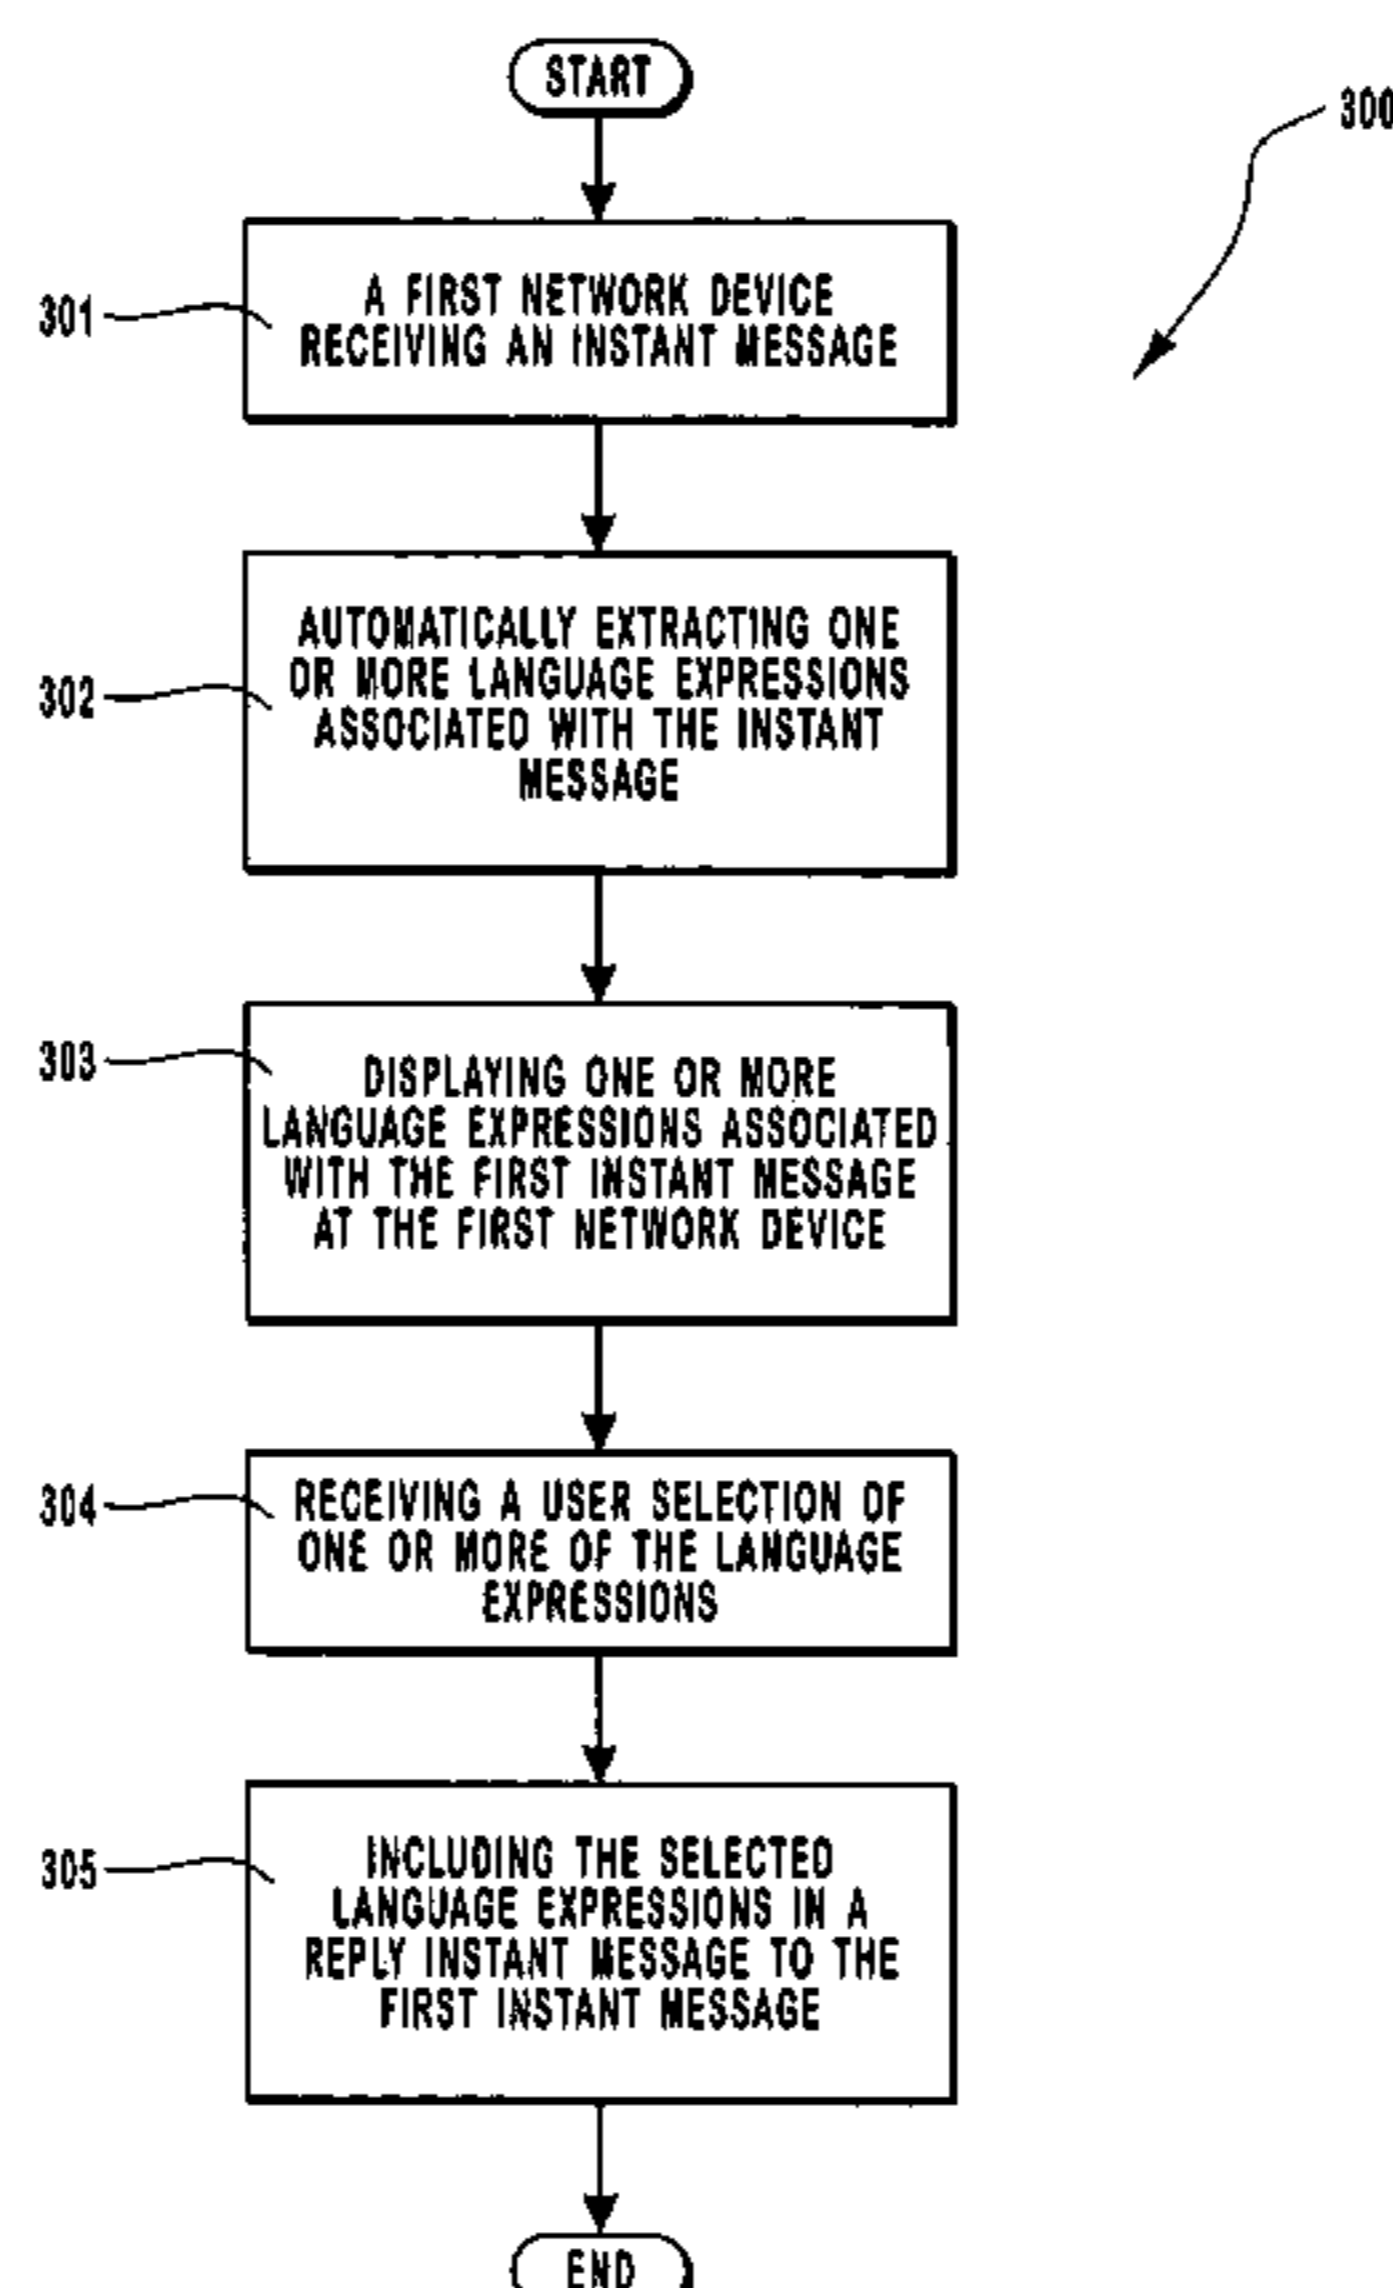 START
300
301
A FIRST NETWORK DEVICE
RECEIVING AN INSTANT MESSAGE
302
AUTOMATICALLY EXTRACTING ONE
OR MORE LANGUAGE EXPRESSIONS
ASSOCIATED WITH THE INSTANT
MESSAGE
303
DISPLAYING ONE OR MORE
LANGUAGE EXPRESSIONS ASSOCIATED
WITH THE FIRST INSTANT MESSAGE
AT THE FIRST NETWORK DEVICE
304
RECEIVING A USER SELECTION OF
ONE OR MORE OF THE LANGUAGE
EXPRESSIONS
305
INCLUDING THE SELECTED
LANGUAGE EXPRESSIONS IN A
REPLY INSTANT MESSAGE TO THE
FIRST INSTANT MESSAGE
END